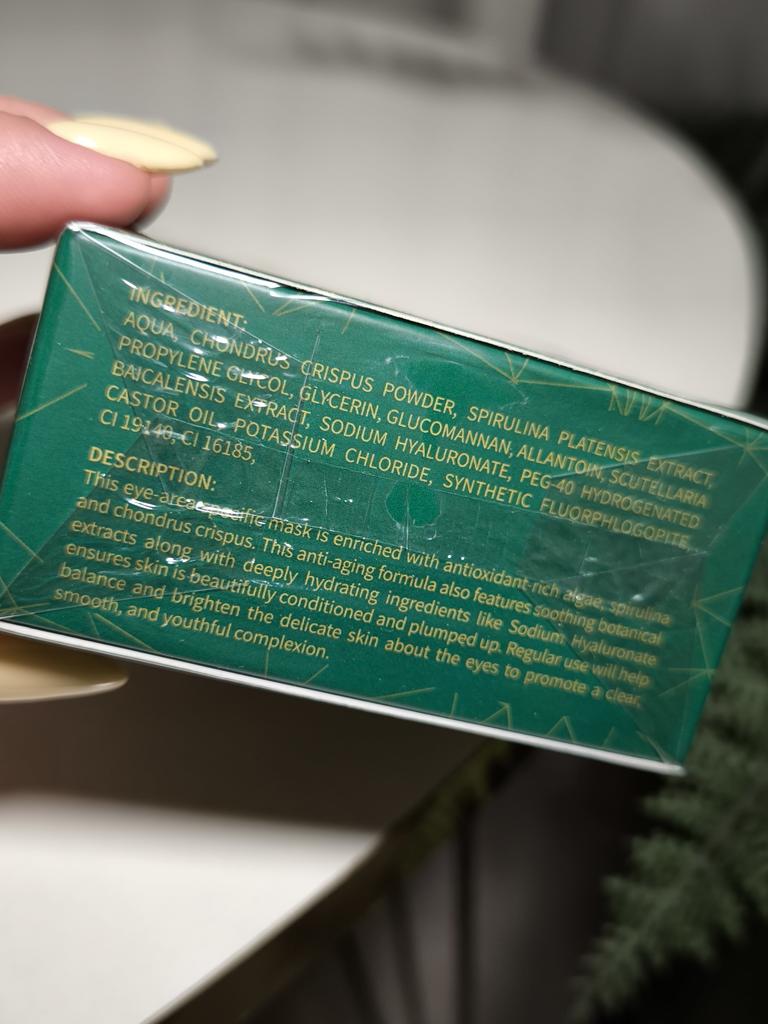 INGREDIENT:
AQUA, CHONDRUS CRISPUS POWDER, SPIRULINA PLATENSIS EXTRACT,
PROPYLENE GLYCOL, GLYCERIN, GLUCOMANNAN, ALLANTOIN, SCUTELLARIA
BAICALENSIS EXTRACT, SODIUM HYALURONATE, PEG-40 HYDROGENATED
CASTOR OIL, POTASSIUM CHLORIDE, SYNTHETIC FLUORPHLOGOPITE,
CI 19140, CI 16185,
DESCRIPTION:
This eye-area specific mask is enriched with antioxidant-rich algae, spirulina
and chondrus crispus. This anti-aging formula also features soothing botanical
extracts along with deeply hydrating ingredients like Sodium Hyaluronate
ensures skin is beautifully conditioned and plumped up. Regular use will help
balance and brighten the delicate skin about the eyes to promote a clear,
smooth, and youthful complexion.